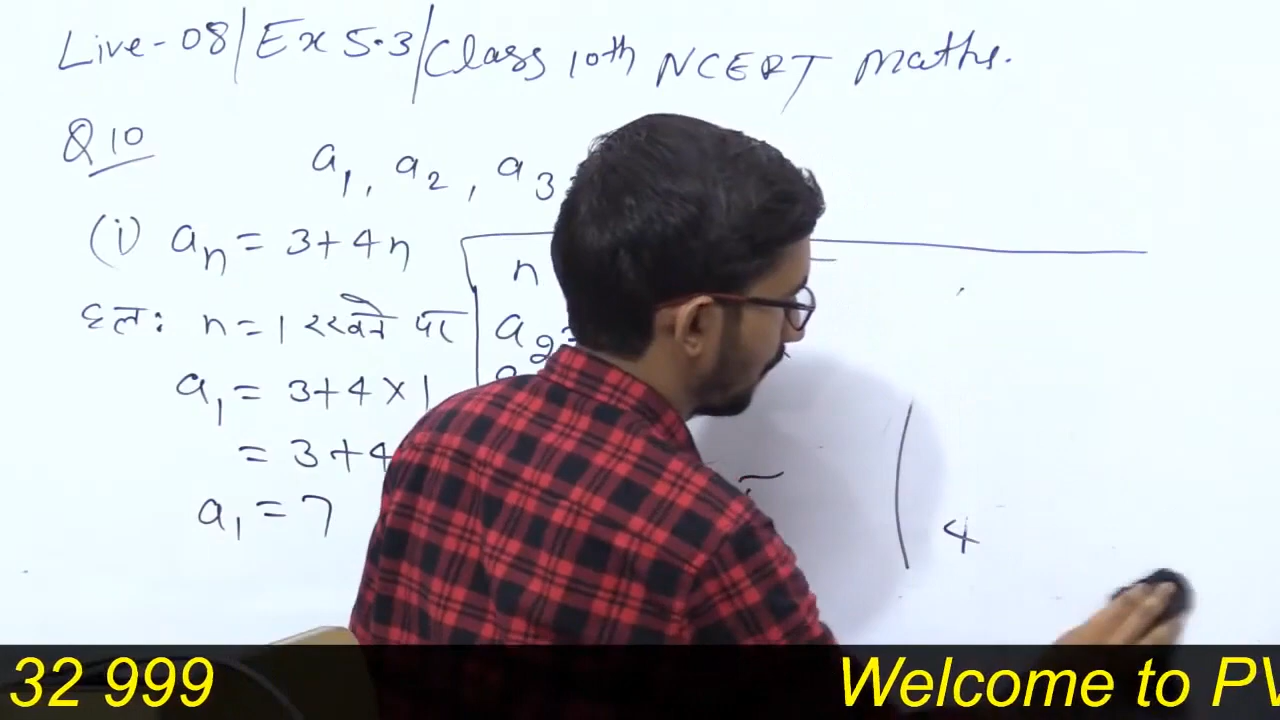 Live-08/Ex 5.3/Class 10th NCERT Maths.
Q10
a1, a2, a3
(i) an = 3+4n
हल: n=1 रखने पर
a1 = 3+4×1
= 3+4
a1 = 7
n
a2=
4
32 999
Welcome to PV